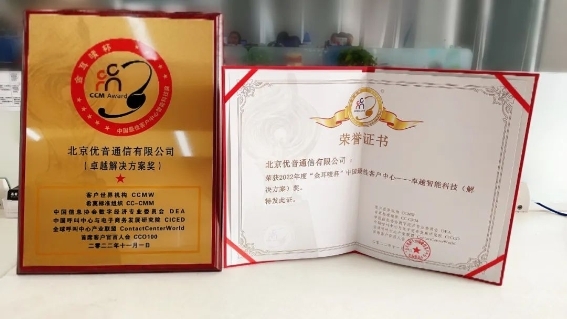 金耳唛杯
CCM Award
北京优音通信有限公司
（卓越解决方案奖）
客户世界机构 CCMW
客观标准组织 CC-CMM
中国信息协会数字经济专业委员会 DEA
中国呼叫中心与电子商务发展研究院 CICED
全球呼叫中心产业联盟 ContactCenterWorld
首席客户官百人会 CCO100
二〇二二年十一月一日
荣誉证书
北京优音通信有限公司：
荣获2022年度“金耳唛杯”中国最佳客户中心---卓越智能科技（解
决方案）奖。
特发此证。